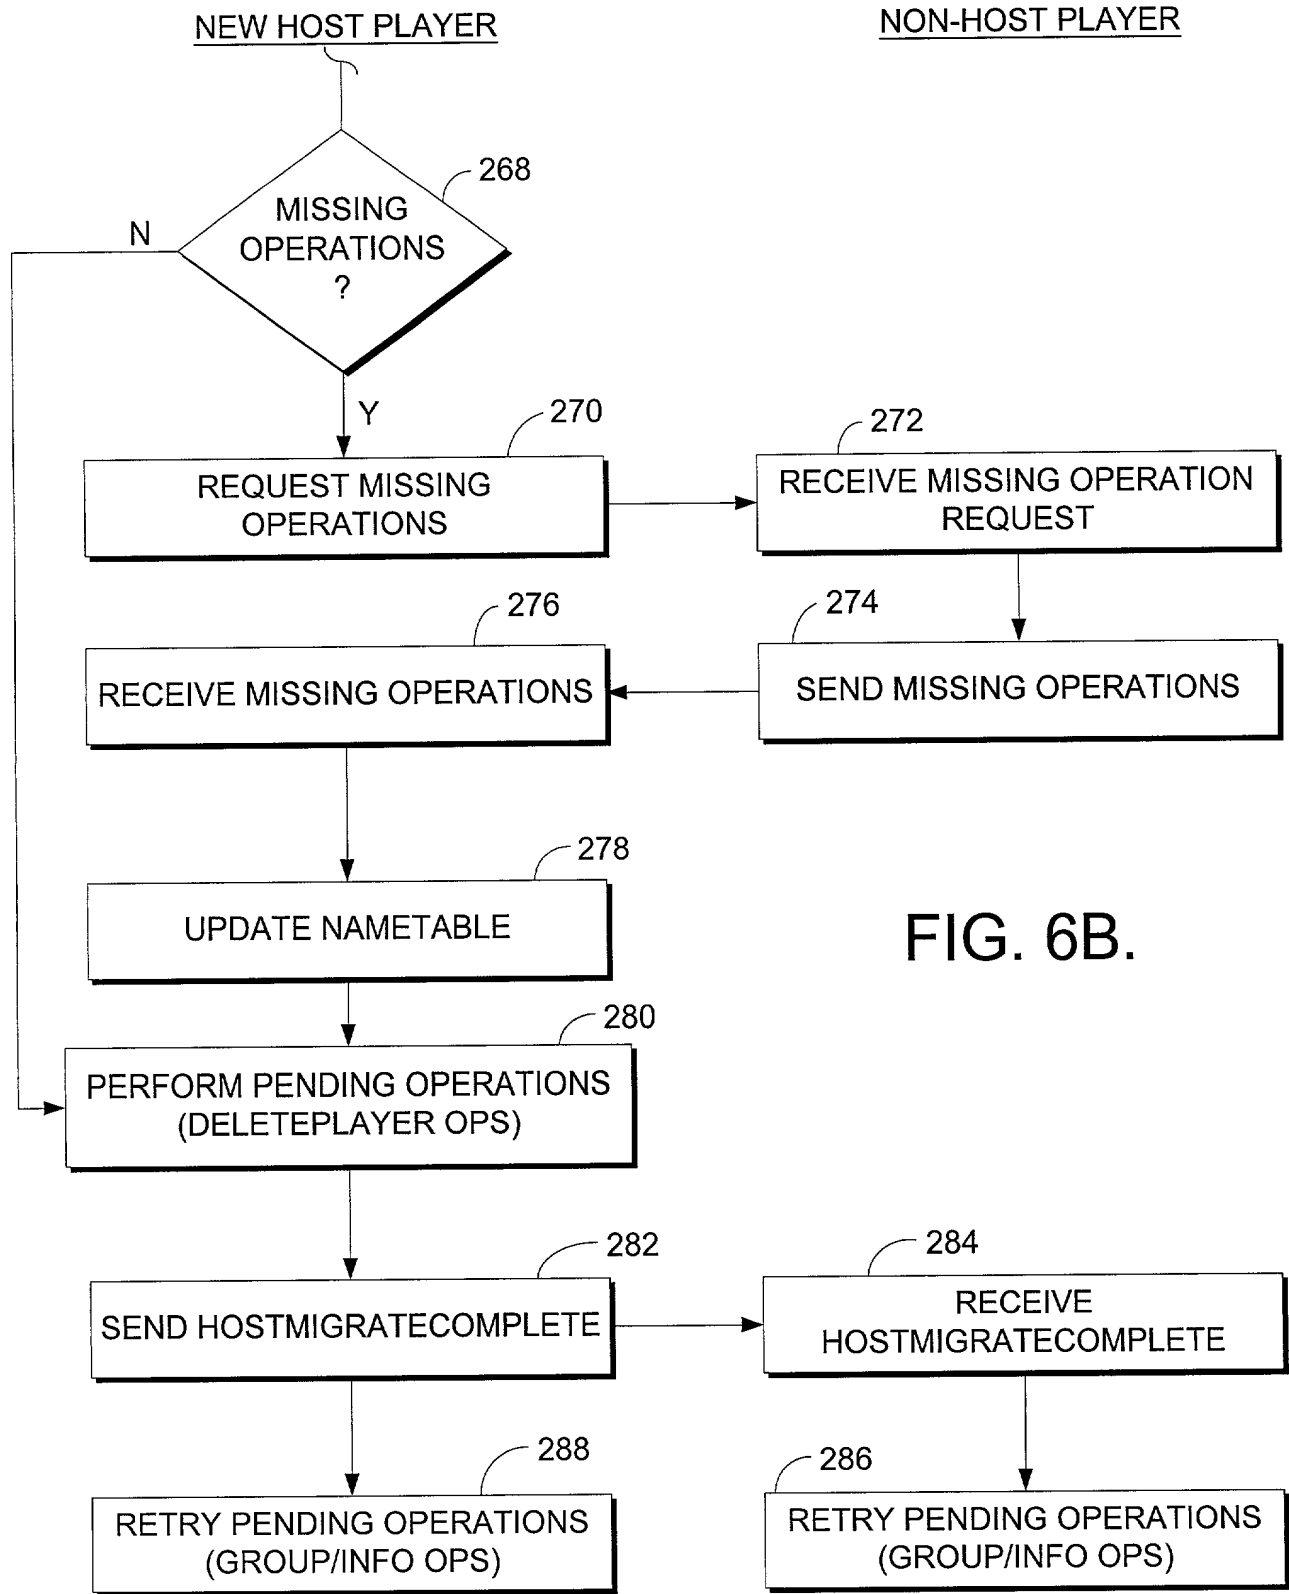 NEW HOST PLAYER
NON-HOST PLAYER
268
MISSING
OPERATIONS
?
N
Y
270
REQUEST MISSING
OPERATIONS
272
RECEIVE MISSING OPERATION
REQUEST
276
RECEIVE MISSING OPERATIONS
274
SEND MISSING OPERATIONS
278
UPDATE NAMETABLE
FIG. 6B.
280
PERFORM PENDING OPERATIONS
(DELETEPLAYER OPS)
282
SEND HOSTMIGRATECOMPLETE
284
RECEIVE
HOSTMIGRATECOMPLETE
288
RETRY PENDING OPERATIONS
(GROUP/INFO OPS)
286
RETRY PENDING OPERATIONS
(GROUP/INFO OPS)